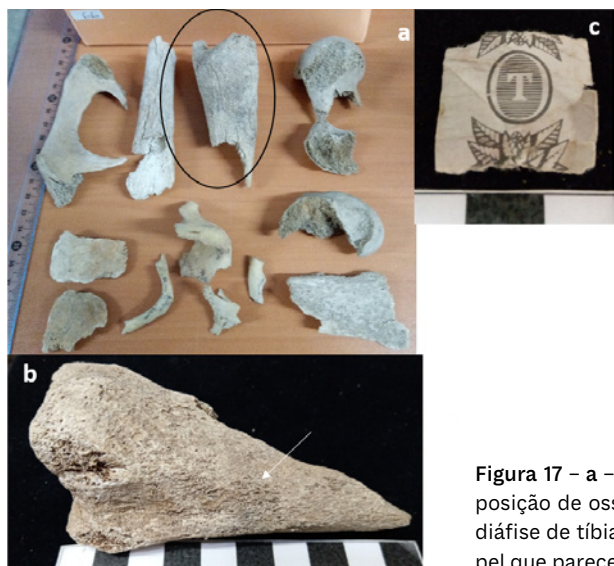 a
c
T
b
Figura 17 – a –
posição de oss
diáfise de tíbia
pel que parece